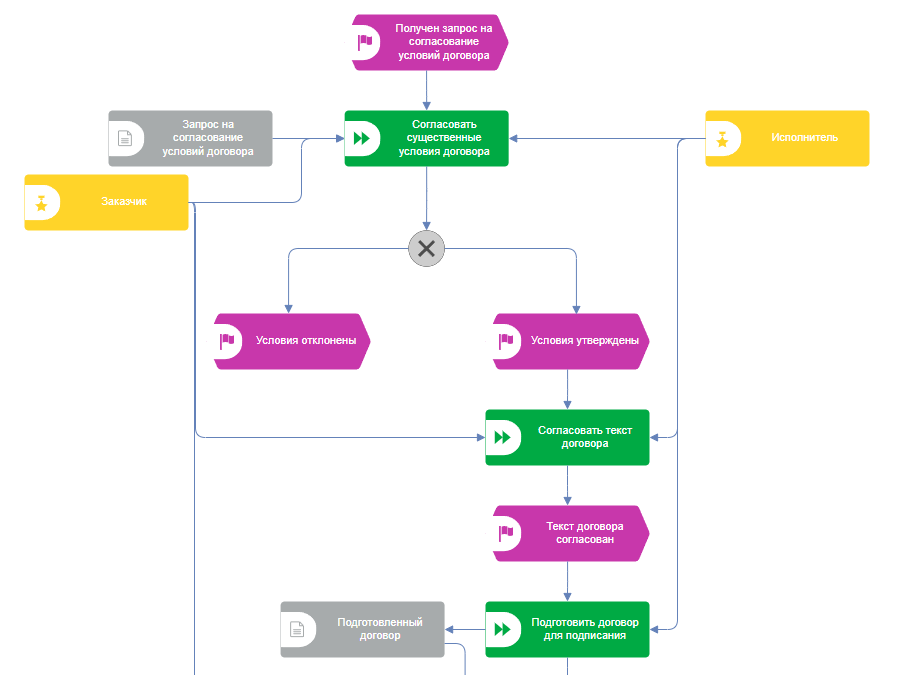 Получен запрос на
согласование
условий договора
Запрос на
согласование
условий договора
Согласовать
существенные
условия договора
Исполнитель
Заказчик
Условия отклонены
Условия утверждены
Согласовать текст
договора
Текст договора
согласован
Подготовленный
договор
Подготовить договор
для подписания